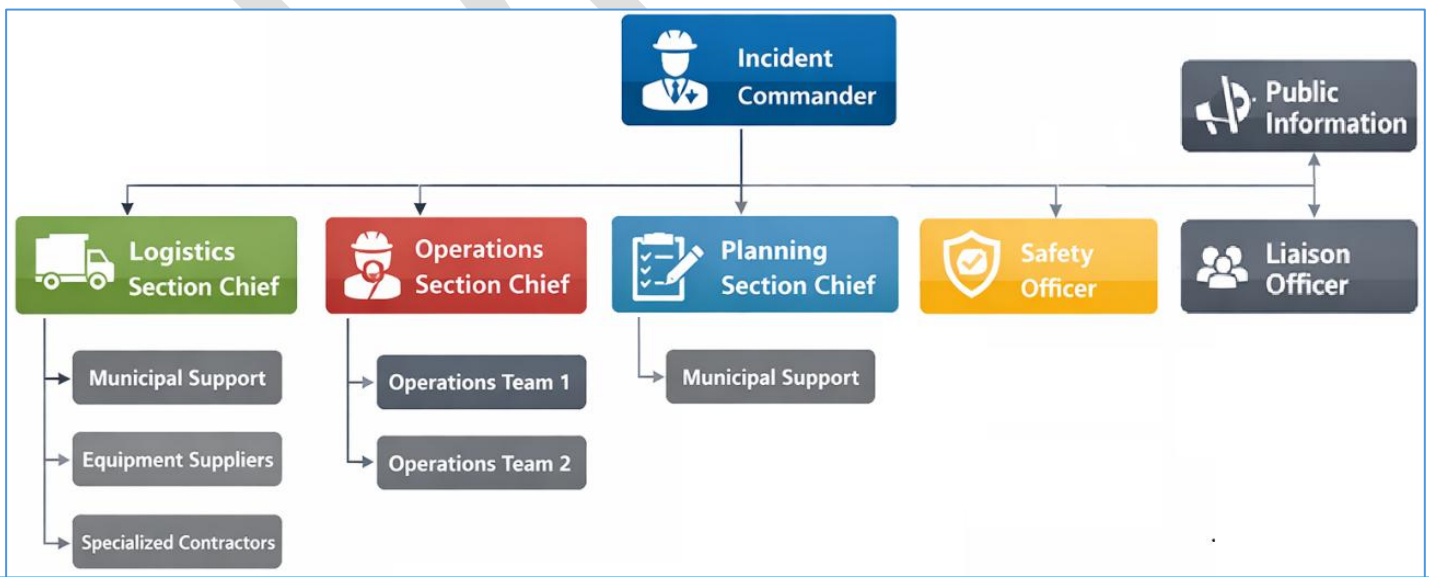 Incident
Commander
Public
Information
Logistics
Section Chief
Operations
Section Chief
Planning
Section Chief
Safety
Officer
Liaison
Officer
Municipal Support
Operations Team 1
Municipal Support
Equipment Suppliers
Operations Team 2
Specialized Contractors